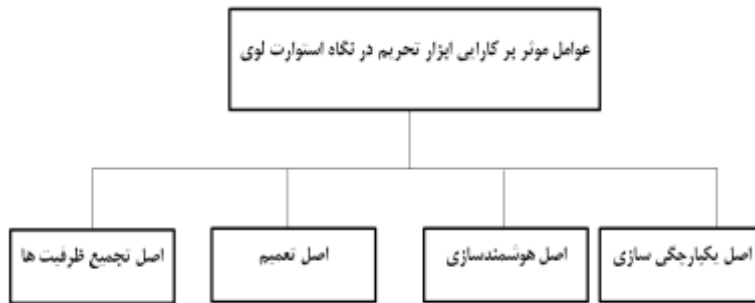 عوامل موثر بر کارایی ابزار تحریم در نگاه استوارت لوی
اصل یکپارچگی سازی
اصل هوشمندسازی
اصل تعمیم
اصل تجمیع ظرفیت ها